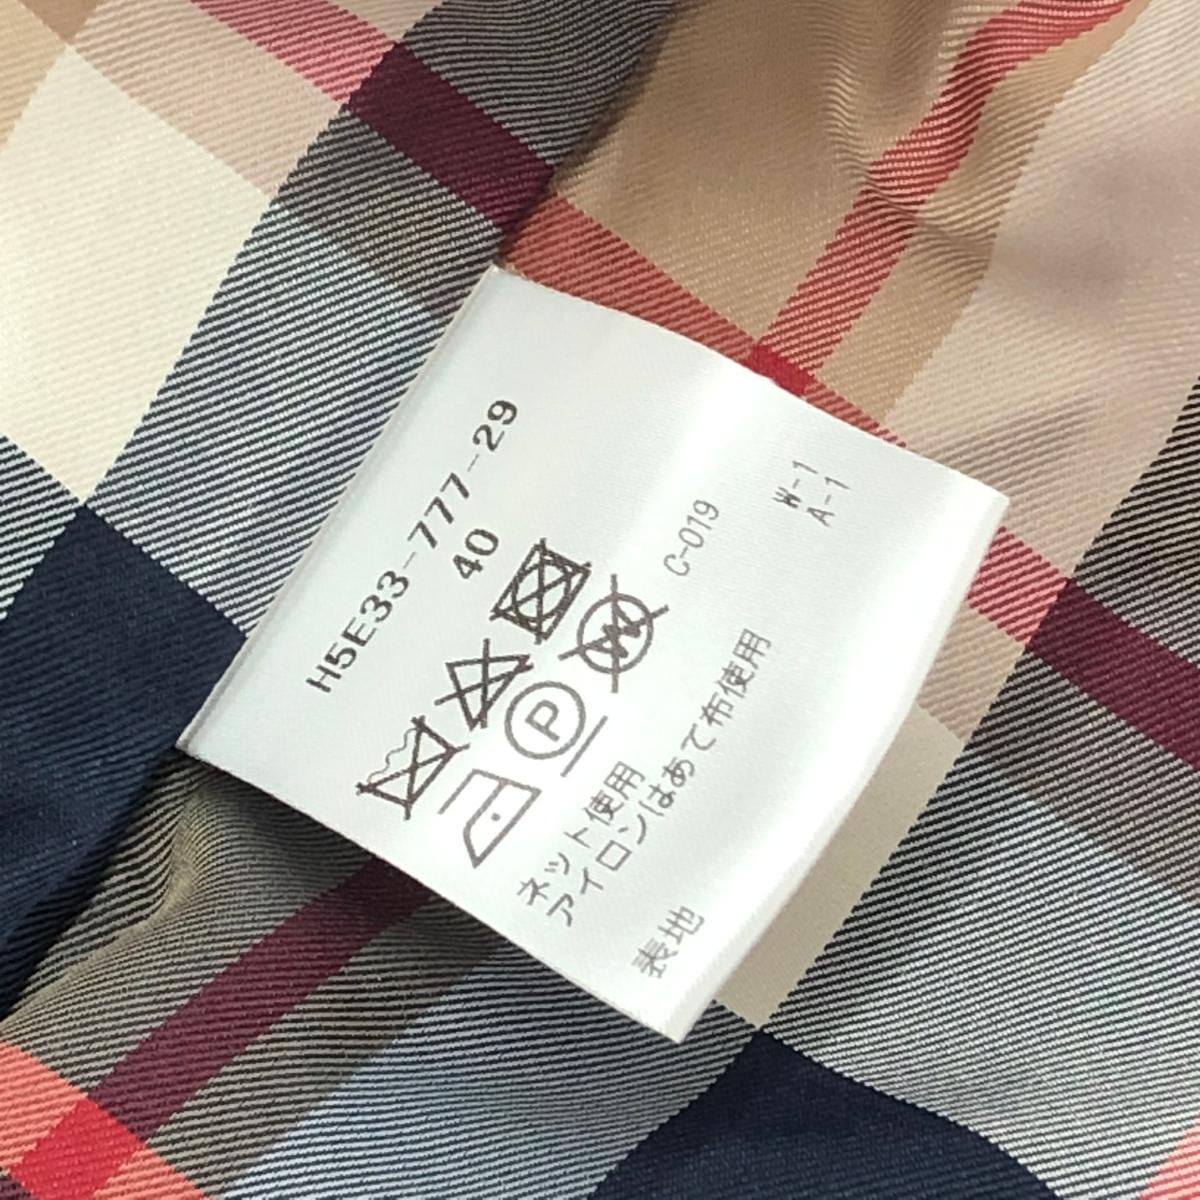 H5E33-777-29
40
C-019
W-1
A-1
P
W
ネット使用
アイロンはあて布使用
表地